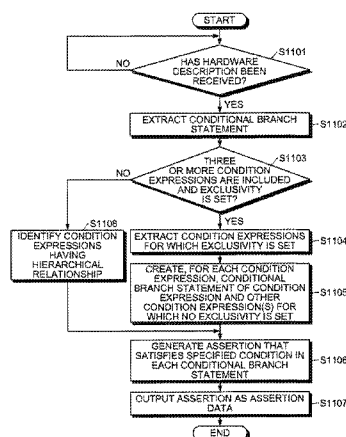 START
S1101
HAS HARDWARE
DESCRIPTION BEEN
RECEIVED?
NO
YES
EXTRACT CONDITIONAL BRANCH
STATEMENT
S1102
S1103
THREE
OR MORE CONDITION
EXPRESSIONS ARE INCLUDED
AND EXCLUSIVITY
IS SET?
NO
YES
S1108
IDENTIFY CONDITION
EXPRESSIONS
HAVING
HIERARCHICAL
RELATIONSHIP
EXTRACT CONDITION EXPRESSIONS
FOR WHICH EXCLUSIVITY IS SET
S1104
CREATE, FOR EACH CONDITION
EXPRESSION, CONDITIONAL
BRANCH STATEMENT OF CONDITION
EXPRESSION AND OTHER
CONDITION EXPRESSION(S) FOR
WHICH NO EXCLUSIVITY IS SET
S1105
GENERATE ASSERTION THAT
SATISFIES SPECIFIED CONDITION IN
EACH CONDITIONAL BRANCH
STATEMENT
S1106
OUTPUT ASSERTION AS ASSERTION
DATA
S1107
END